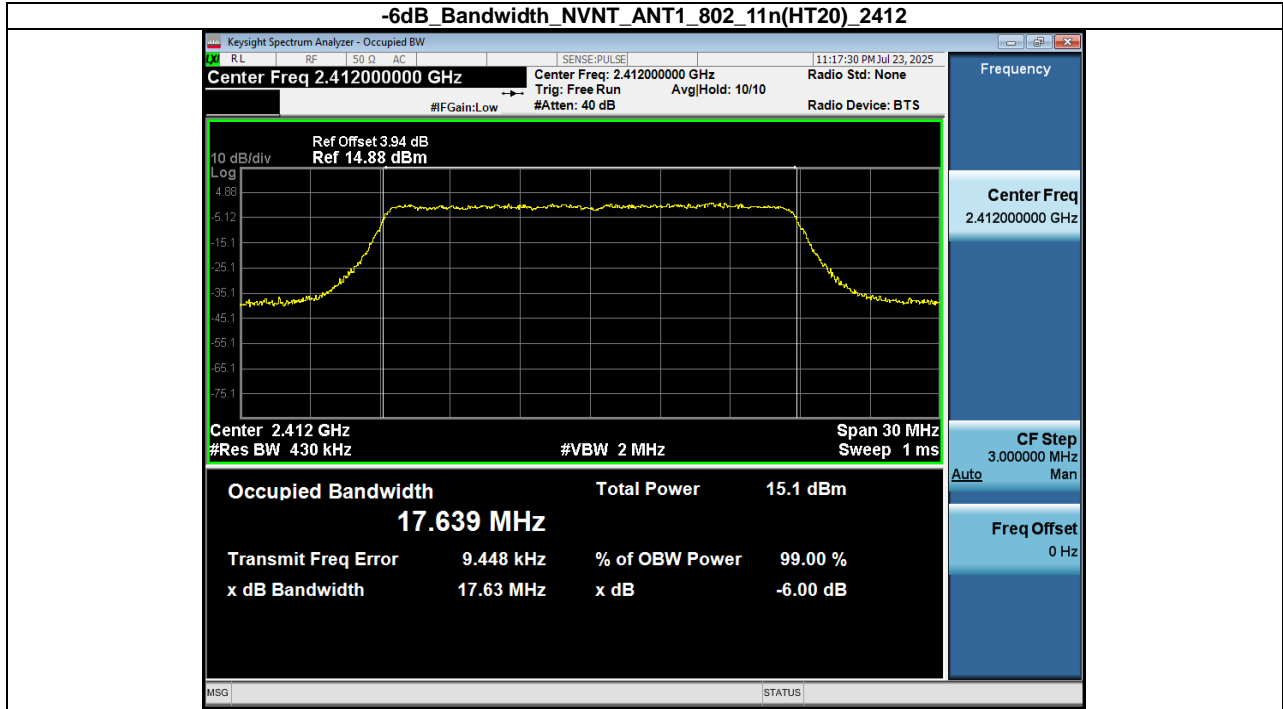 -6dB_Bandwidth_NVNT_ANT1_802_11n(HT20)_2412
Keysight Spectrum Analyzer - Occupied BW
LXI RL RF 50 Ω AC SENSE:PULSE 11:17:30 PM Jul 23, 2025
Center Freq 2.412000000 GHz
Center Freq: 2.412000000 GHz
Radio Std: None
Trig: Free Run Avg|Hold: 10/10
#IFGain:Low
#Atten: 40 dB
Radio Device: BTS
Frequency
Ref Offset 3.94 dB
10 dB/div Ref 14.88 dBm
Log
4.88
-5.12
-15.1
-25.1
-35.1
-45.1
-55.1
-65.1
-75.1
Center 2.412 GHz Span 30 MHz
#Res BW 430 kHz #VBW 2 MHz Sweep 1 ms
Center Freq
2.412000000 GHz
CF Step
3.000000 MHz
Auto Man
Freq Offset
0 Hz
Occupied Bandwidth Total Power 15.1 dBm
17.639 MHz
Transmit Freq Error 9.448 kHz % of OBW Power 99.00 %
x dB Bandwidth 17.63 MHz x dB -6.00 dB
MSG STATUS